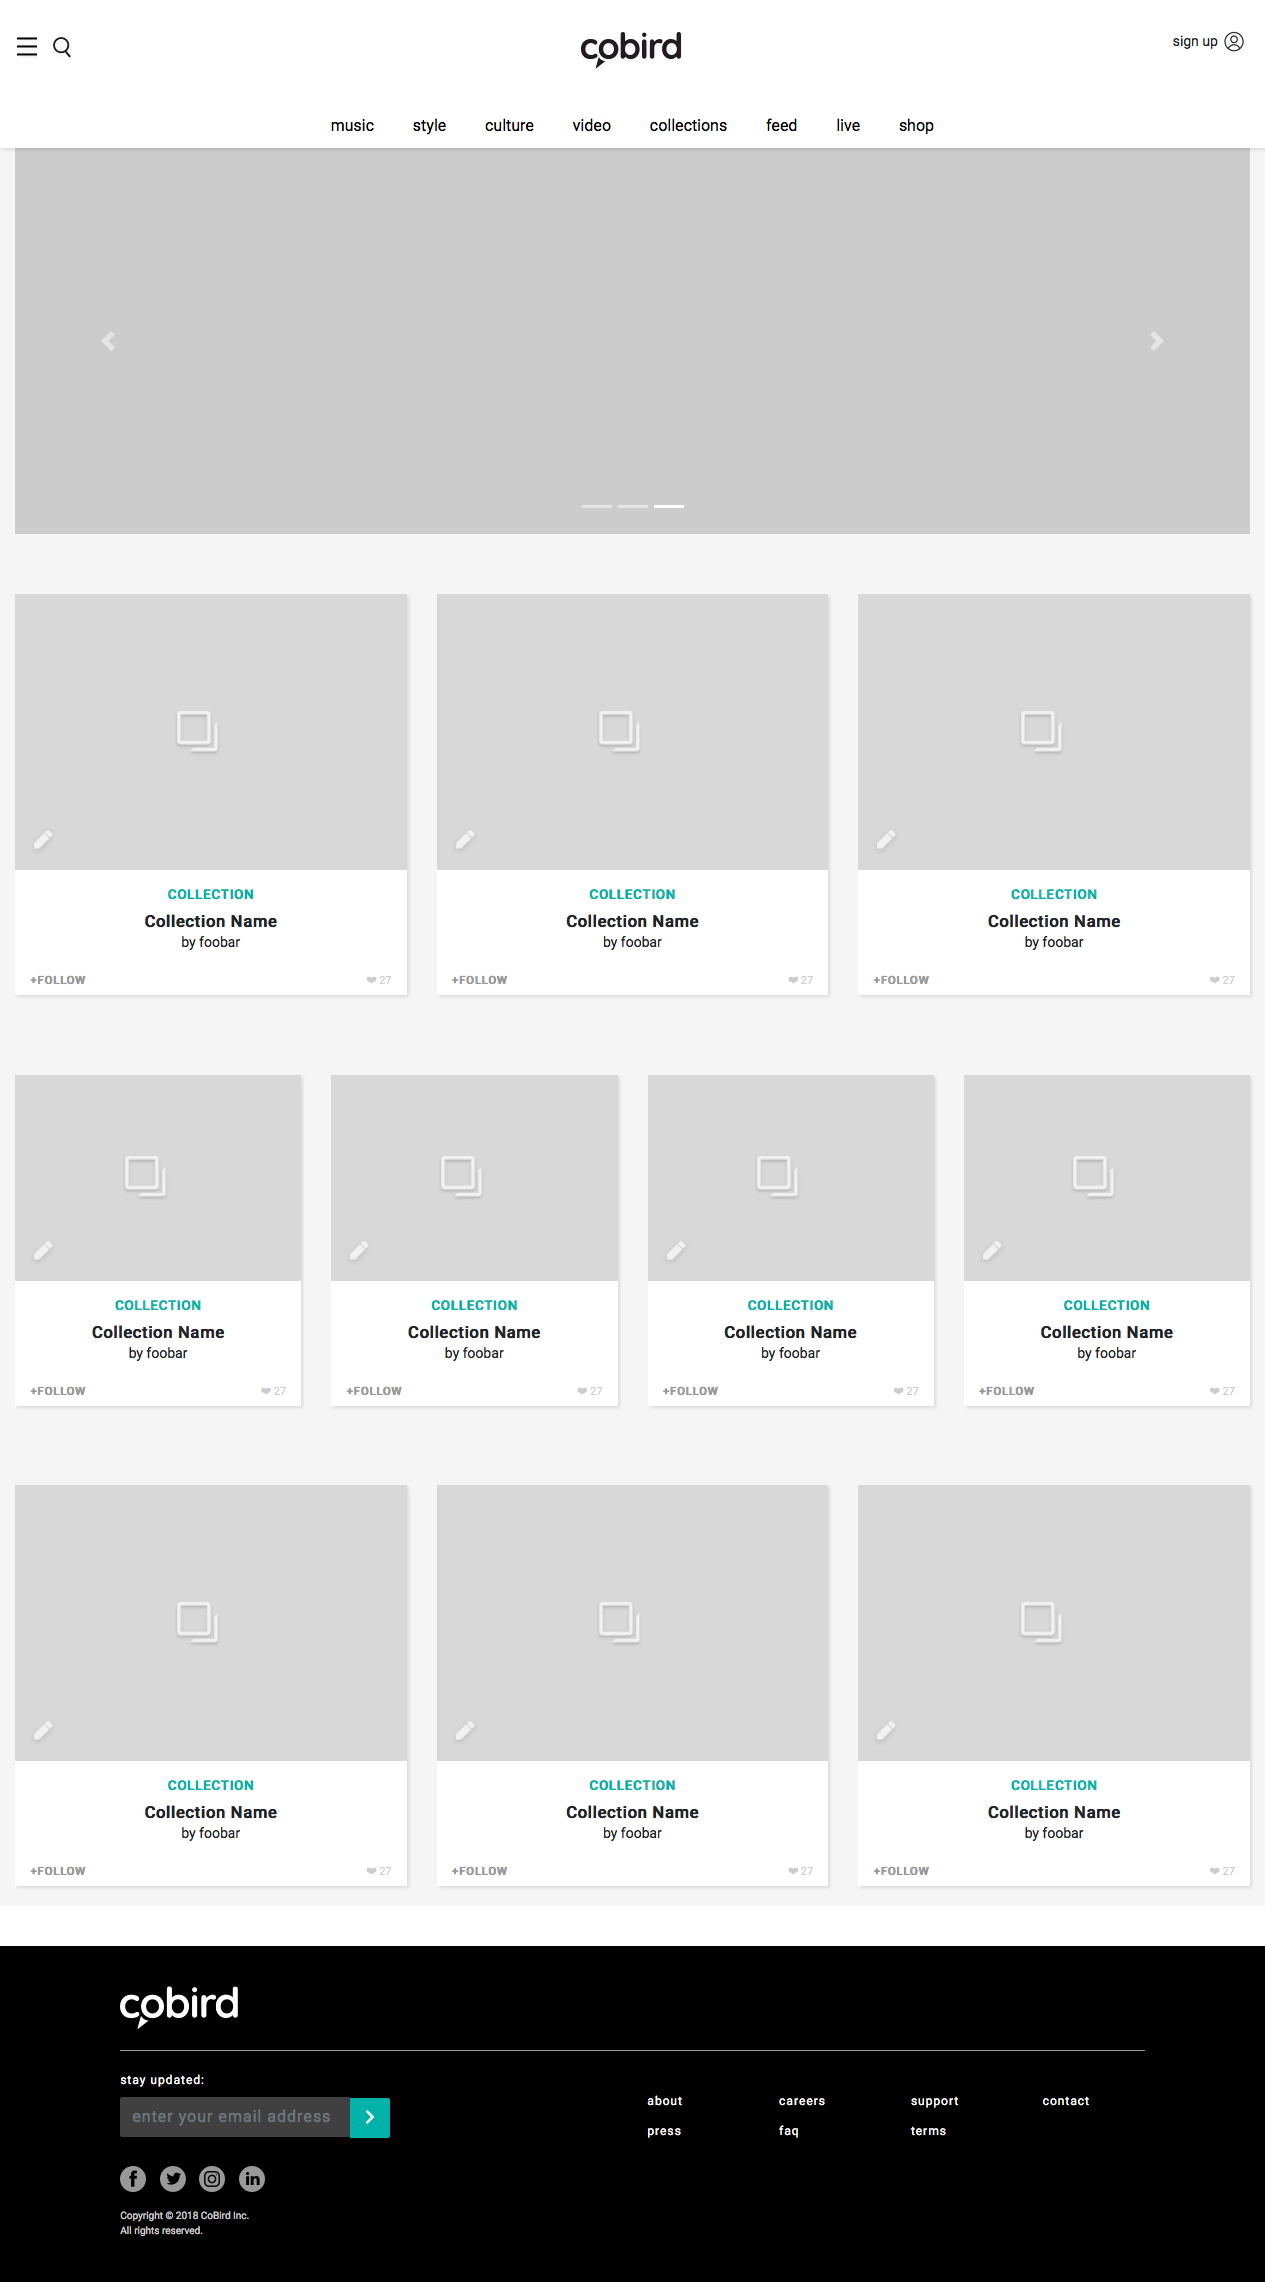 cobird
sign up
music style culture video collections feed live shop
COLLECTION COLLECTION COLLECTION
Collection Name Collection Name Collection Name
by foobar by foobar by foobar
+FOLLOW 27 +FOLLOW 27 +FOLLOW 27
COLLECTION COLLECTION COLLECTION COLLECTION
Collection Name Collection Name Collection Name Collection Name
by foobar by foobar by foobar by foobar
+FOLLOW 27 +FOLLOW 27 +FOLLOW 27 +FOLLOW 27
COLLECTION COLLECTION COLLECTION
Collection Name Collection Name Collection Name
by foobar by foobar by foobar
+FOLLOW 27 +FOLLOW 27 +FOLLOW 27
cobird
stay updated:
enter your email address
about careers support contact
press faq terms
Copyright © 2018 CoBird Inc.
All rights reserved.